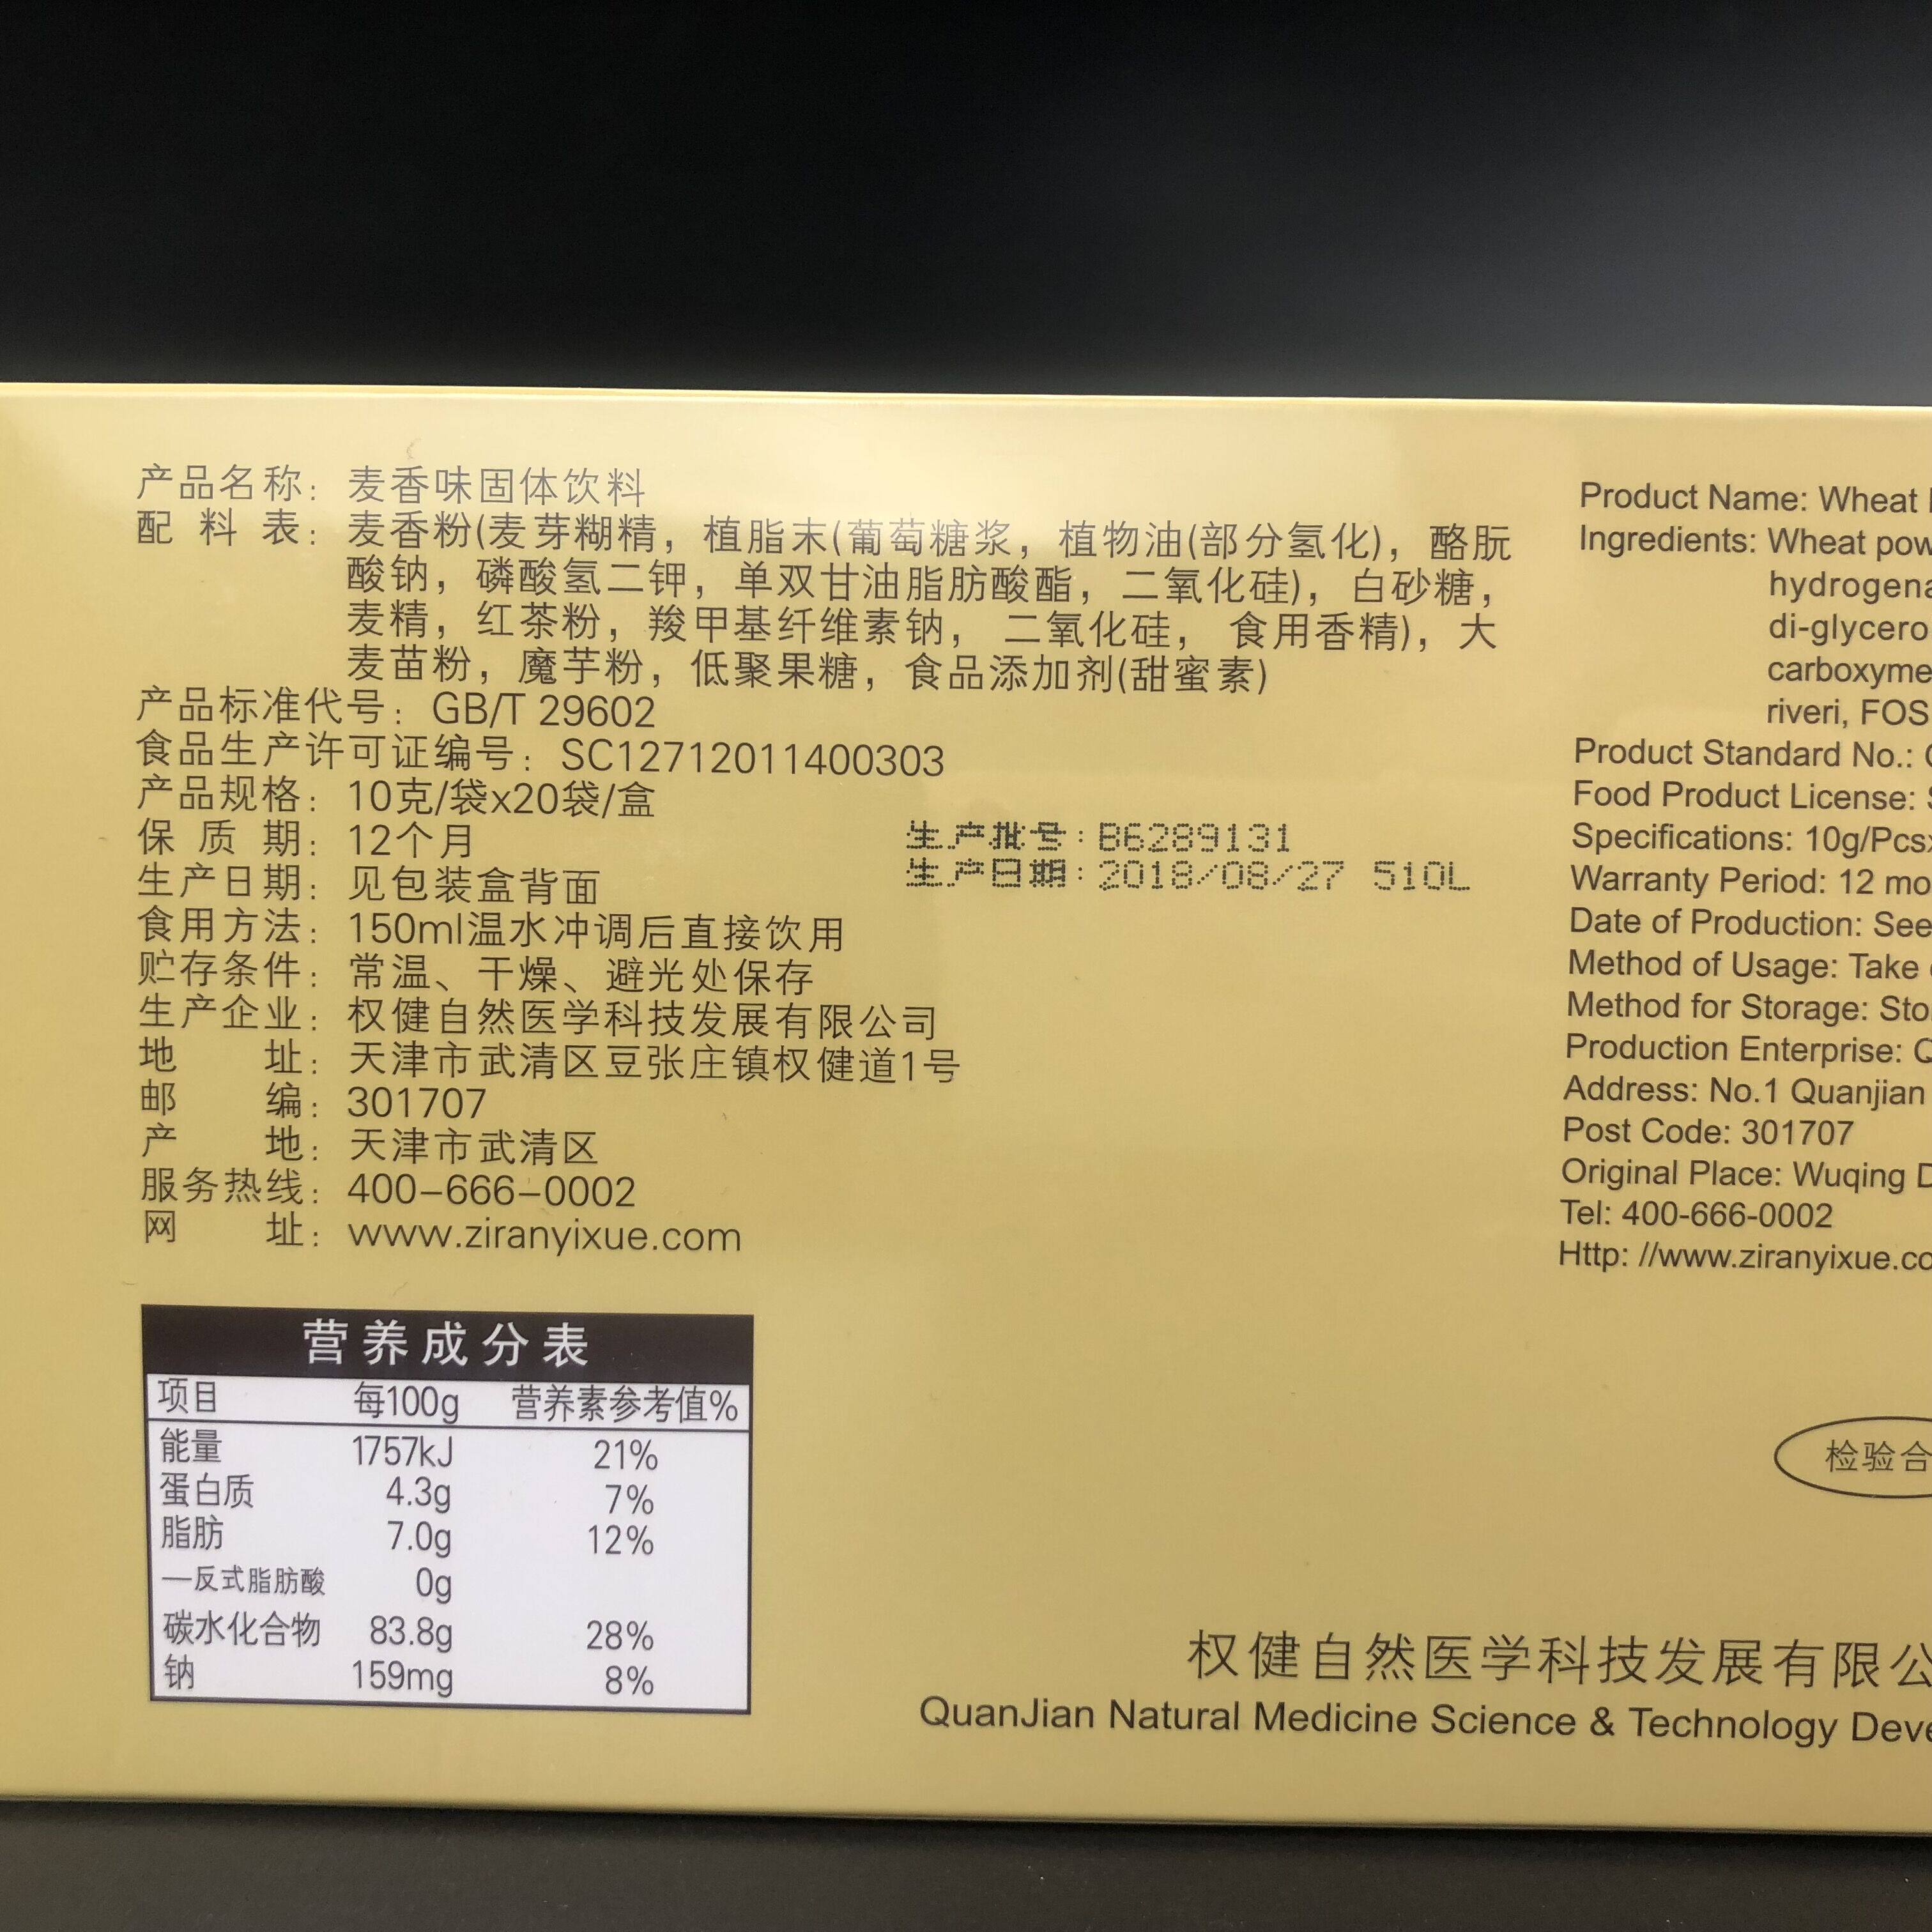 产品名称：麦香味固体饮料
配料表：麦香粉(麦芽糊精，植脂末(葡萄糖浆，植物油(部分氢化)，酪朊
酸钠，磷酸氢二钾，单双甘油脂肪酸酯，二氧化硅)，白砂糖，
麦精，红茶粉，羧甲基纤维素钠，二氧化硅，食用香精)，大
麦苗粉，魔芋粉，低聚果糖，食品添加剂(甜蜜素)
产品标准代号：GB/T 29602
食品生产许可证编号：SC12712011400303
产品规格：10克/袋x20袋/盒
保质期：12个月
生产日期：见包装盒背面
食用方法：150ml温水冲调后直接饮用
贮存条件：常温、干燥、避光处保存
生产企业：权健自然医学科技发展有限公司
地址：天津市武清区豆张庄镇权健道1号
邮编：301707
产地：天津市武清区
服务热线：400-666-0002
网址：www.ziranyixue.com
生产批号:B6289131
生产日期:2018/08/27 510L
Product Name: Wheat
Ingredients: Wheat pow
hydrogena
di-glycero
carboxyme
riveri, FOS
Product Standard No.:
Food Product License:
Specifications: 10g/Pcsx
Warranty Period: 12 mo
Date of Production: See
Method of Usage: Take
Method for Storage: Sto
Production Enterprise: Q
Address: No.1 Quanjian
Post Code: 301707
Original Place: Wuqing D
Tel: 400-666-0002
Http: //www.ziranyixue.co
营养成分表
项目 每100g 营养素参考值%
能量 1757kJ 21%
蛋白质 4.3g 7%
脂肪 7.0g 12%
—反式脂肪酸 0g
碳水化合物 83.8g 28%
钠 159mg 8%
检验合
权健自然医学科技发展有限公
QuanJian Natural Medicine Science & Technology Deve